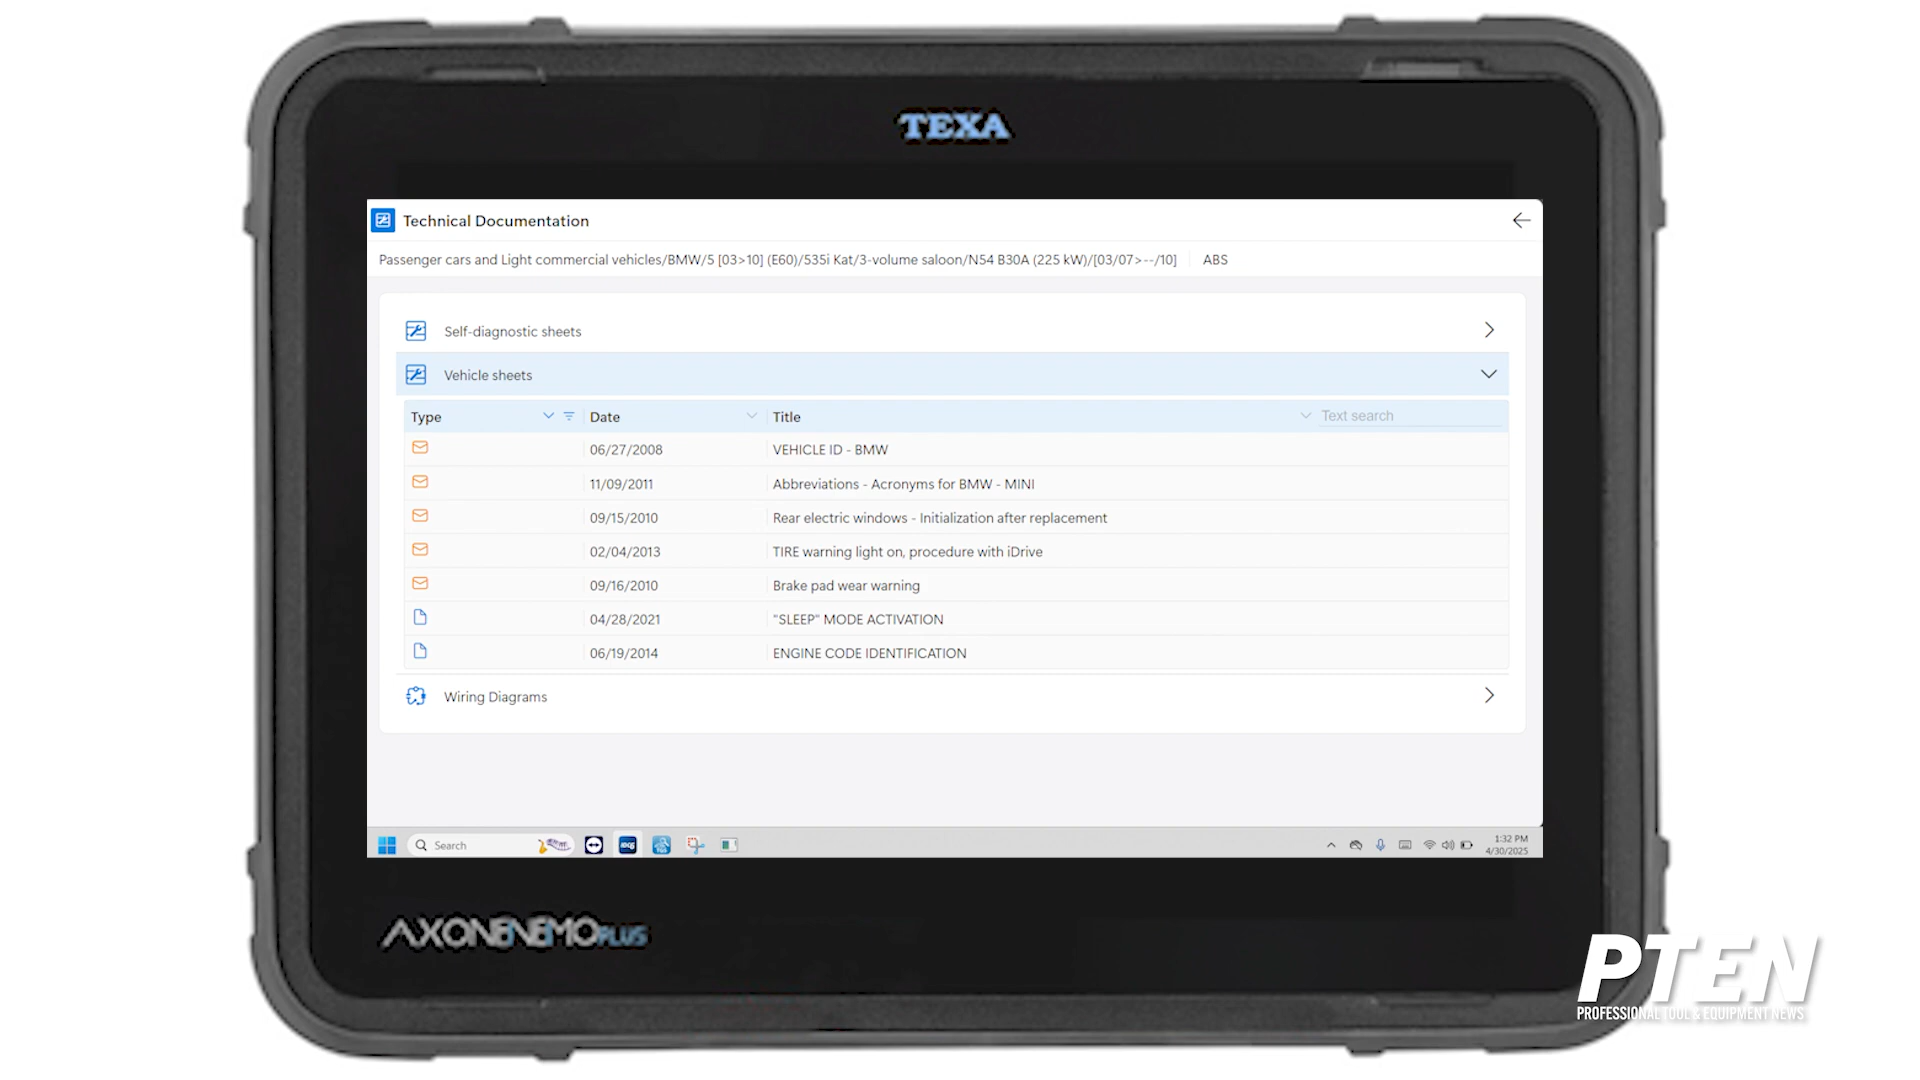 TEXA
Technical Documentation
Passenger cars and Light commercial vehicles/BMW/5 [03>10] (E60)/535i Kat/3-volume saloon/N54 B30A (225 kW)/[03/07>--/10] ABS
Self-diagnostic sheets
Vehicle sheets
Type Date Title Text search
06/27/2008 VEHICLE ID - BMW
11/09/2011 Abbreviations - Acronyms for BMW - MINI
09/15/2010 Rear electric windows - Initialization after replacement
02/04/2013 TIRE warning light on, procedure with iDrive
09/16/2010 Brake pad wear warning
04/28/2021 "SLEEP" MODE ACTIVATION
06/19/2014 ENGINE CODE IDENTIFICATION
Wiring Diagrams
Search
1:32 PM
4/30/2025
AXONE NEMO PLUS
PTEN
PROFESSIONAL TOOL & EQUIPMENT NEWS